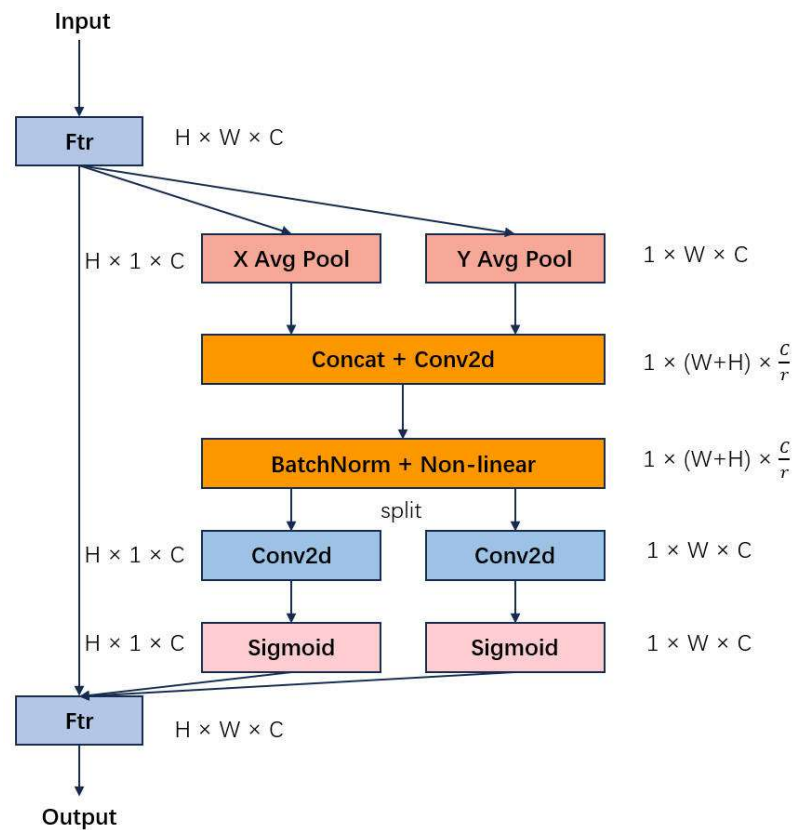 Input
Ftr
H × W × C
H × 1 × C
X Avg Pool
Y Avg Pool
1 × W × C
Concat + Conv2d
1 × (W+H) × C/r
BatchNorm + Non-linear
1 × (W+H) × C/r
split
H × 1 × C
Conv2d
Conv2d
1 × W × C
H × 1 × C
Sigmoid
Sigmoid
1 × W × C
Ftr
H × W × C
Output